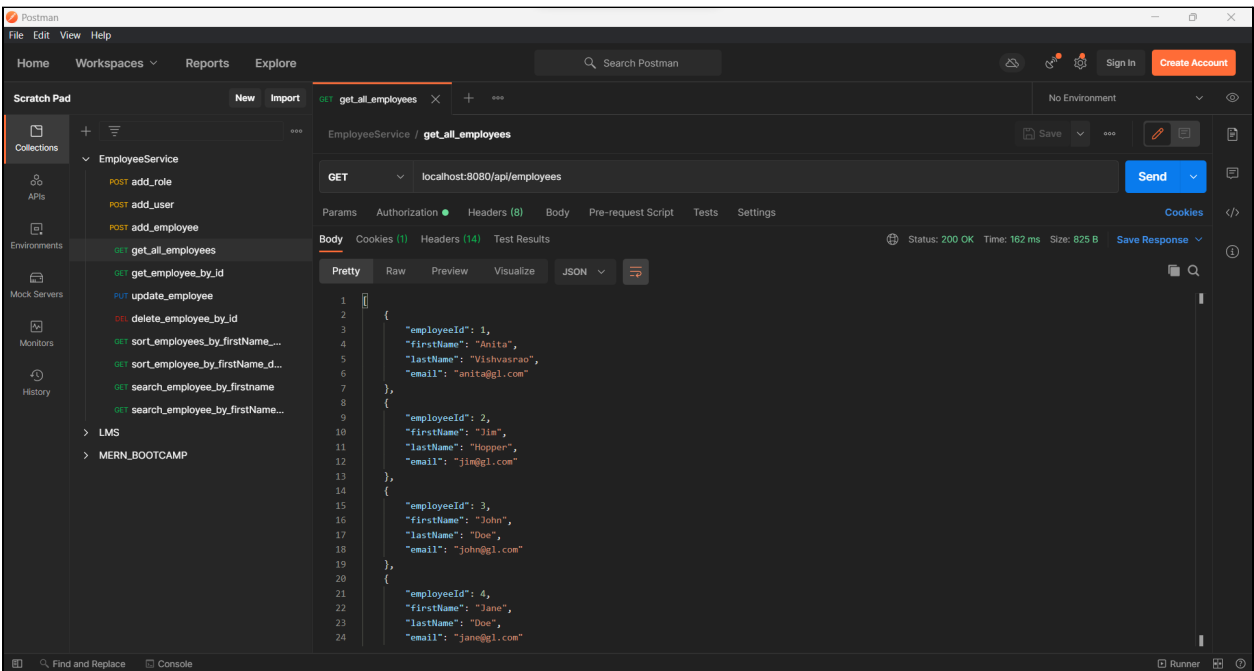 Postman
File Edit View Help
Home Workspaces Reports Explore
Search Postman
Sign In Create Account
Scratch Pad New Import
GET get_all_employees
No Environment
EmployeeService / get_all_employees
Save
GET localhost:8080/api/employees
Send
Params Authorization Headers (8) Body Pre-request Script Tests Settings Cookies
Body Cookies (1) Headers (14) Test Results
Status: 200 OK Time: 162 ms Size: 825 B Save Response
Pretty Raw Preview Visualize JSON
Collections
APIs
Environments
Mock Servers
Monitors
History
EmployeeService
POST add_role
POST add_user
POST add_employee
GET get_all_employees
GET get_employee_by_id
PUT update_employee
DEL delete_employee_by_id
GET sort_employees_by_firstName_...
GET sort_employee_by_firstName_d...
GET search_employee_by_firstname
GET search_employee_by_firstName...
LMS
MERN_BOOTCAMP
1 [
2 {
3 "employeeId": 1,
4 "firstName": "Anita",
5 "lastName": "Vishvasrao",
6 "email": "anita@gl.com"
7 },
8 {
9 "employeeId": 2,
10 "firstName": "Jim",
11 "lastName": "Hopper",
12 "email": "jim@gl.com"
13 },
14 {
15 "employeeId": 3,
16 "firstName": "John",
17 "lastName": "Doe",
18 "email": "john@gl.com"
19 },
20 {
21 "employeeId": 4,
22 "firstName": "Jane",
23 "lastName": "Doe",
24 "email": "jane@gl.com"
Find and Replace Console
Runner